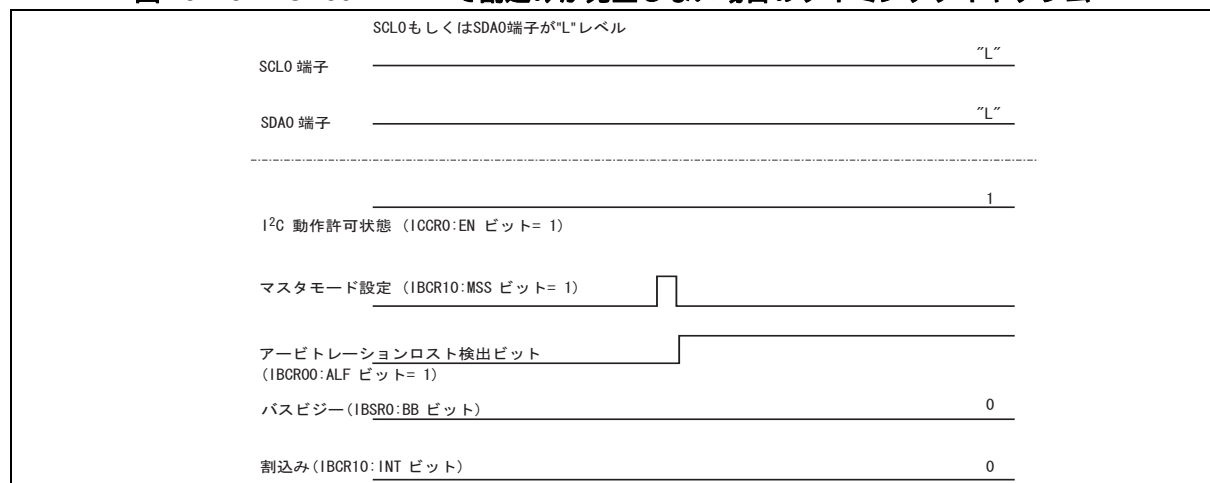 SCL0もしくはSDA0端子が"L"レベル
"L"
SCL0 端子
"L"
SDA0 端子
1
I²C 動作許可状態 (ICCR0:EN ビット= 1)
マスタモード設定 (IBCR10:MSS ビット= 1)
アービトレーションロスト検出ビット
(IBCR00:ALF ビット= 1)
バスビジー(IBSR0:BB ビット)
0
割込み(IBCR10:INT ビット)
0